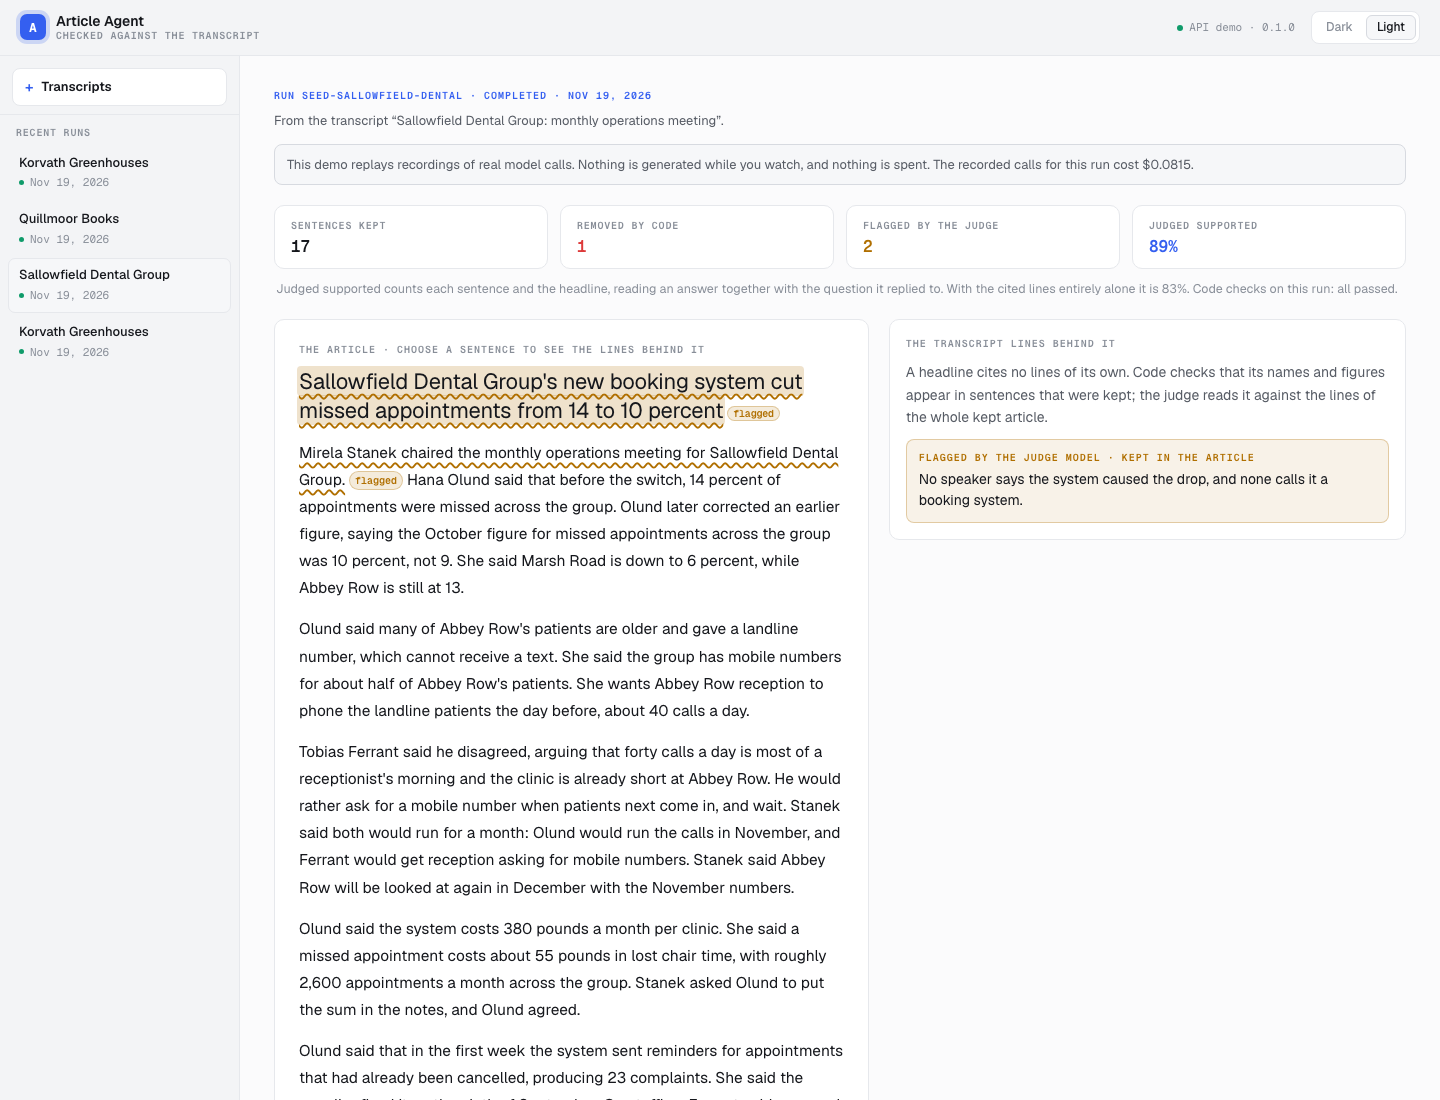 A
Article Agent
CHECKED AGAINST THE TRANSCRIPT
API demo · 0.1.0
Dark
Light
+ Transcripts
RECENT RUNS
Korvath Greenhouses
Nov 19, 2026
Quillmoor Books
Nov 19, 2026
Sallowfield Dental Group
Nov 19, 2026
Korvath Greenhouses
Nov 19, 2026
RUN SEED-SALLOWFIELD-DENTAL · COMPLETED · NOV 19, 2026
From the transcript “Sallowfield Dental Group: monthly operations meeting”.
This demo replays recordings of real model calls. Nothing is generated while you watch, and nothing is spent. The recorded calls for this run cost $0.0815.
SENTENCES KEPT
17
REMOVED BY CODE
1
FLAGGED BY THE JUDGE
2
JUDGED SUPPORTED
89%
Judged supported counts each sentence and the headline, reading an answer together with the question it replied to. With the cited lines entirely alone it is 83%. Code checks on this run: all passed.
THE ARTICLE · CHOOSE A SENTENCE TO SEE THE LINES BEHIND IT
Sallowfield Dental Group's new booking system cut
missed appointments from 14 to 10 percent flagged
Mirela Stanek chaired the monthly operations meeting for Sallowfield Dental
Group. flagged Hana Olund said that before the switch, 14 percent of
appointments were missed across the group. Olund later corrected an earlier
figure, saying the October figure for missed appointments across the group
was 10 percent, not 9. She said Marsh Road is down to 6 percent, while
Abbey Row is still at 13.
Olund said many of Abbey Row's patients are older and gave a landline
number, which cannot receive a text. She said the group has mobile numbers
for about half of Abbey Row's patients. She wants Abbey Row reception to
phone the landline patients the day before, about 40 calls a day.
Tobias Ferrant said he disagreed, arguing that forty calls a day is most of a
receptionist's morning and the clinic is already short at Abbey Row. He would
rather ask for a mobile number when patients next come in, and wait. Stanek
said both would run for a month: Olund would run the calls in November, and
Ferrant would get reception asking for mobile numbers. Stanek said Abbey
Row will be looked at again in December with the November numbers.
Olund said the system costs 380 pounds a month per clinic. She said a
missed appointment costs about 55 pounds in lost chair time, with roughly
2,600 appointments a month across the group. Stanek asked Olund to put
the sum in the notes, and Olund agreed.
Olund said that in the first week the system sent reminders for appointments
that had already been cancelled, producing 23 complaints. She said the
THE TRANSCRIPT LINES BEHIND IT
A headline cites no lines of its own. Code checks that its names and figures
appear in sentences that were kept; the judge reads it against the lines of
the whole kept article.
FLAGGED BY THE JUDGE MODEL · KEPT IN THE ARTICLE
No speaker says the system caused the drop, and none calls it a
booking system.